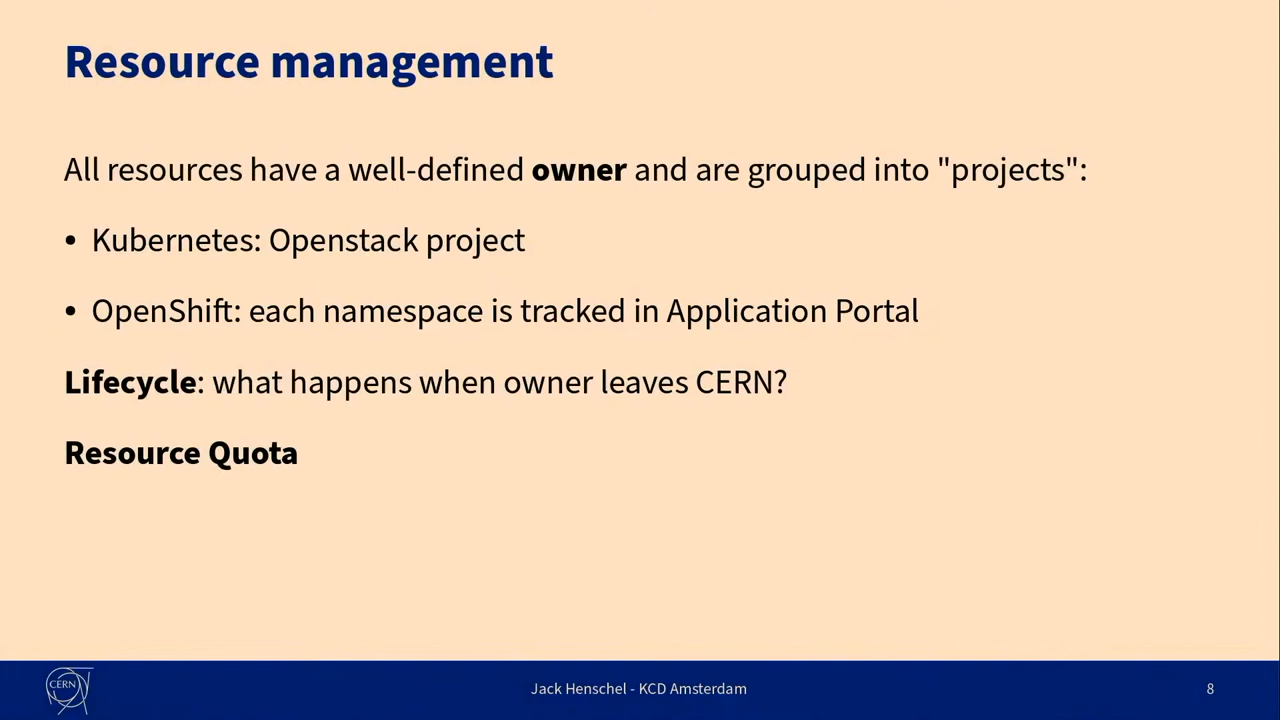 Resource management
All resources have a well-defined owner and are grouped into "projects":
• Kubernetes: Openstack project
• OpenShift: each namespace is tracked in Application Portal
Lifecycle: what happens when owner leaves CERN?
Resource Quota
CERN
Jack Henschel - KCD Amsterdam
8